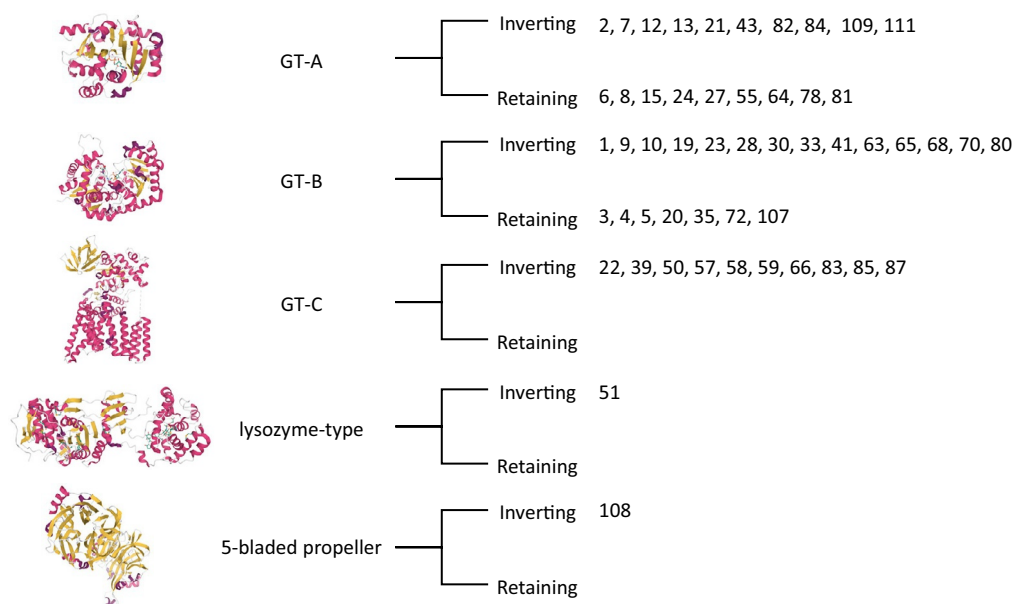 Inverting 2, 7, 12, 13, 21, 43, 82, 84, 109, 111
GT-A
Retaining 6, 8, 15, 24, 27, 55, 64, 78, 81
Inverting 1, 9, 10, 19, 23, 28, 30, 33, 41, 63, 65, 68, 70, 80
GT-B
Retaining 3, 4, 5, 20, 35, 72, 107
Inverting 22, 39, 50, 57, 58, 59, 66, 83, 85, 87
GT-C
Retaining
Inverting 51
lysozyme-type
Retaining
Inverting 108
5-bladed propeller
Retaining